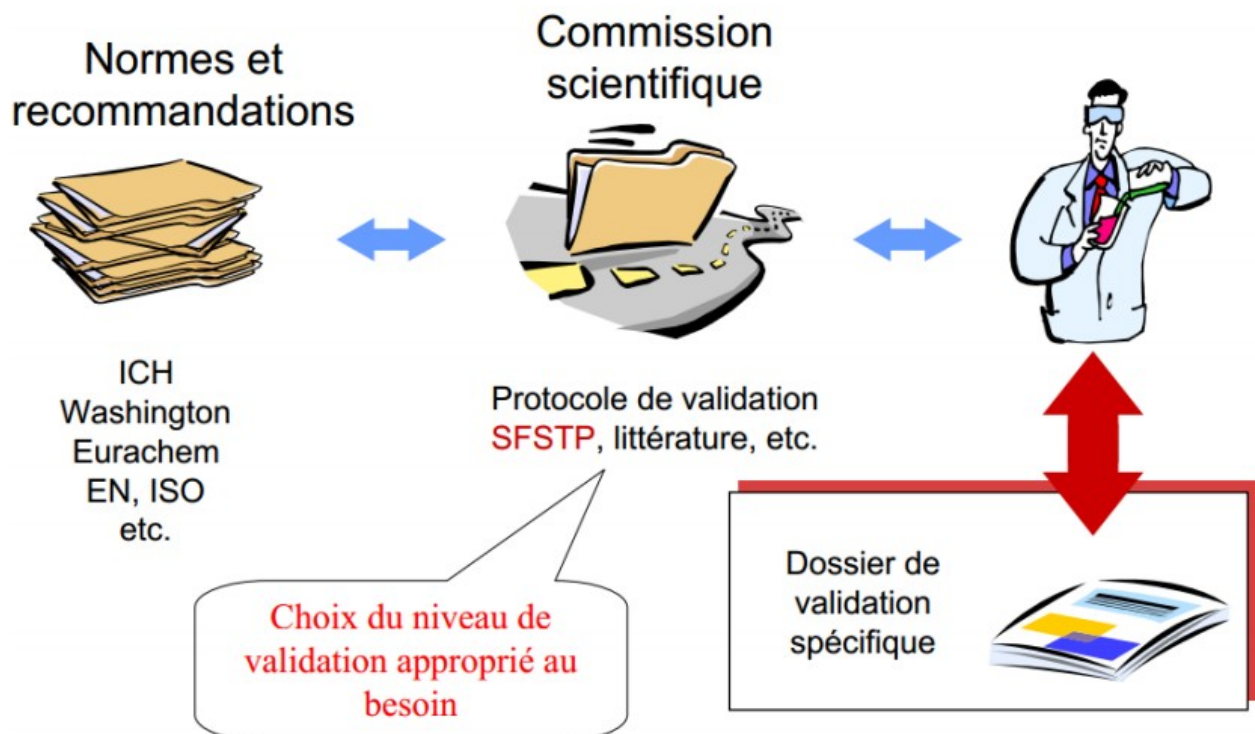 Normes et
recommandations
ICH
Washington
Eurachem
EN, ISO
etc.
Commission
scientifique
Protocole de validation
SFSTP, littérature, etc.
Choix du niveau de
validation approprié au
besoin
Dossier de
validation
spécifique